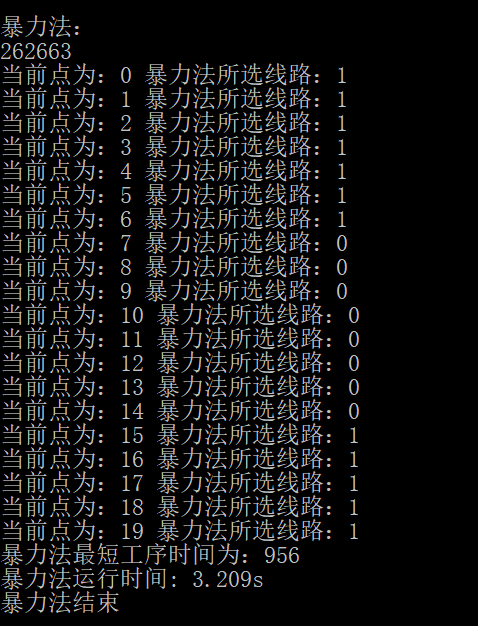 暴力法:
262663
当前点为: 0 暴力法所选线路: 1
当前点为: 1 暴力法所选线路: 1
当前点为: 2 暴力法所选线路: 1
当前点为: 3 暴力法所选线路: 1
当前点为: 4 暴力法所选线路: 1
当前点为: 5 暴力法所选线路: 1
当前点为: 6 暴力法所选线路: 1
当前点为: 7 暴力法所选线路: 0
当前点为: 8 暴力法所选线路: 0
当前点为: 9 暴力法所选线路: 0
当前点为: 10 暴力法所选线路: 0
当前点为: 11 暴力法所选线路: 0
当前点为: 12 暴力法所选线路: 0
当前点为: 13 暴力法所选线路: 0
当前点为: 14 暴力法所选线路: 0
当前点为: 15 暴力法所选线路: 1
当前点为: 16 暴力法所选线路: 1
当前点为: 17 暴力法所选线路: 1
当前点为: 18 暴力法所选线路: 1
当前点为: 19 暴力法所选线路: 1
暴力法最短工序时间为: 956
暴力法运行时间: 3.209s
暴力法结束